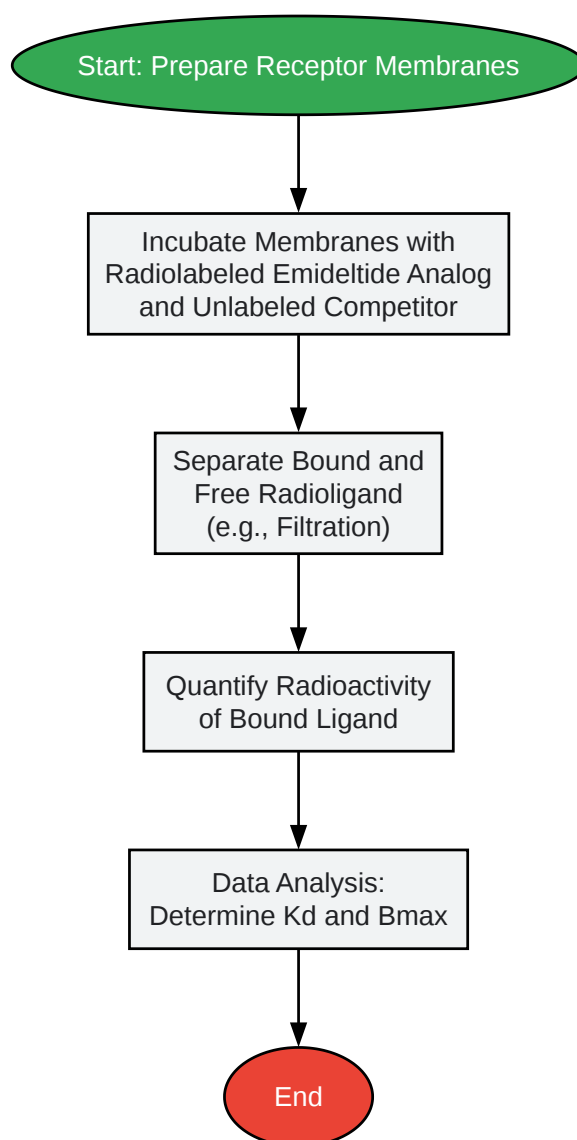 Start: Prepare Receptor Membranes
Incubate Membranes with
Radiolabeled Emideltide Analog
and Unlabeled Competitor
Separate Bound and
Free Radioligand
(e.g., Filtration)
Quantify Radioactivity
of Bound Ligand
Data Analysis:
Determine Kd and Bmax
End